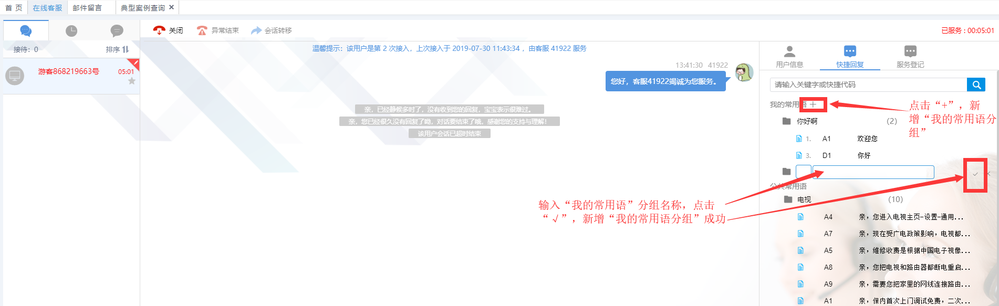 首 页 在线客服 邮件留言 典型案例查询 ×
关闭 异常结束 会话转移 已服务：00:05:01
接待：0 排序
游客868219663号 05:01
温馨提示：该用户是第 2 次接入，上次接入于 2019-07-30 11:43:34 ，由客服 41922 服务
13:41:30 41922
您好，客服41922竭诚为您服务。
亲，已经静候多时了，没有收到您的回复，宝宝表示很难过。
亲，您已经很久没有回复了呦，对话要结束了哦，感谢您的支持与理解！
该用户会话已超时结束
用户信息 快捷回复 服务登记
请输入关键字或快捷代码
我的常用语 +
点击“+”，新
增“我的常用语分
组”
你好啊 (2)
1. A1 欢迎您
3. D1 你好
公共常用语
输入“我的常用语”分组名称，点击
“√”，新增“我的常用语分组”成功
电视 (10)
A4 亲，您进入电视主页-设置-通用...
A7 亲，现在受广电政策影响，电视都...
A5 亲，维修收费是根据中国电子视像...
A8 亲，您把电视和路由器都断电重启...
A9 亲，需要您把家里的网线连接路由...
A1 亲，保内首次上门调试免费，二次...